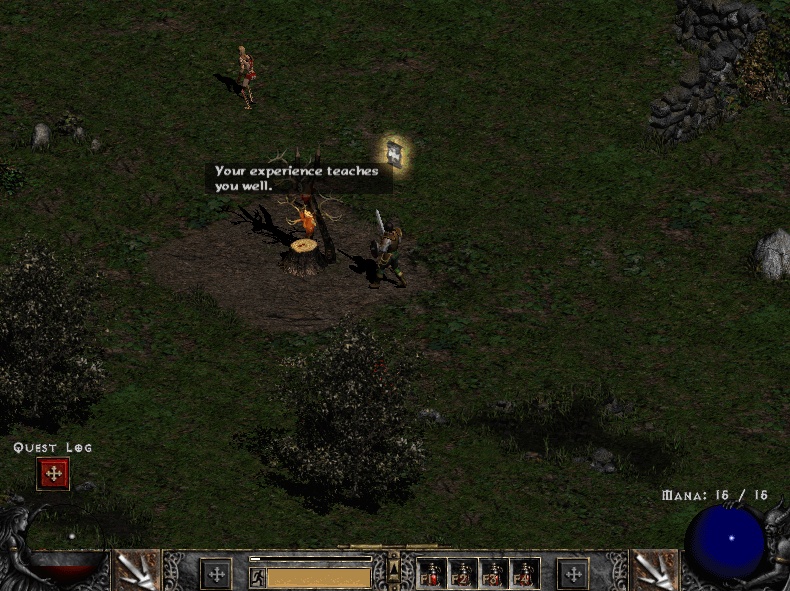 Your experience teaches
you well.
Quest Log
Mana: 16 / 16
F1 F2 F3 F4